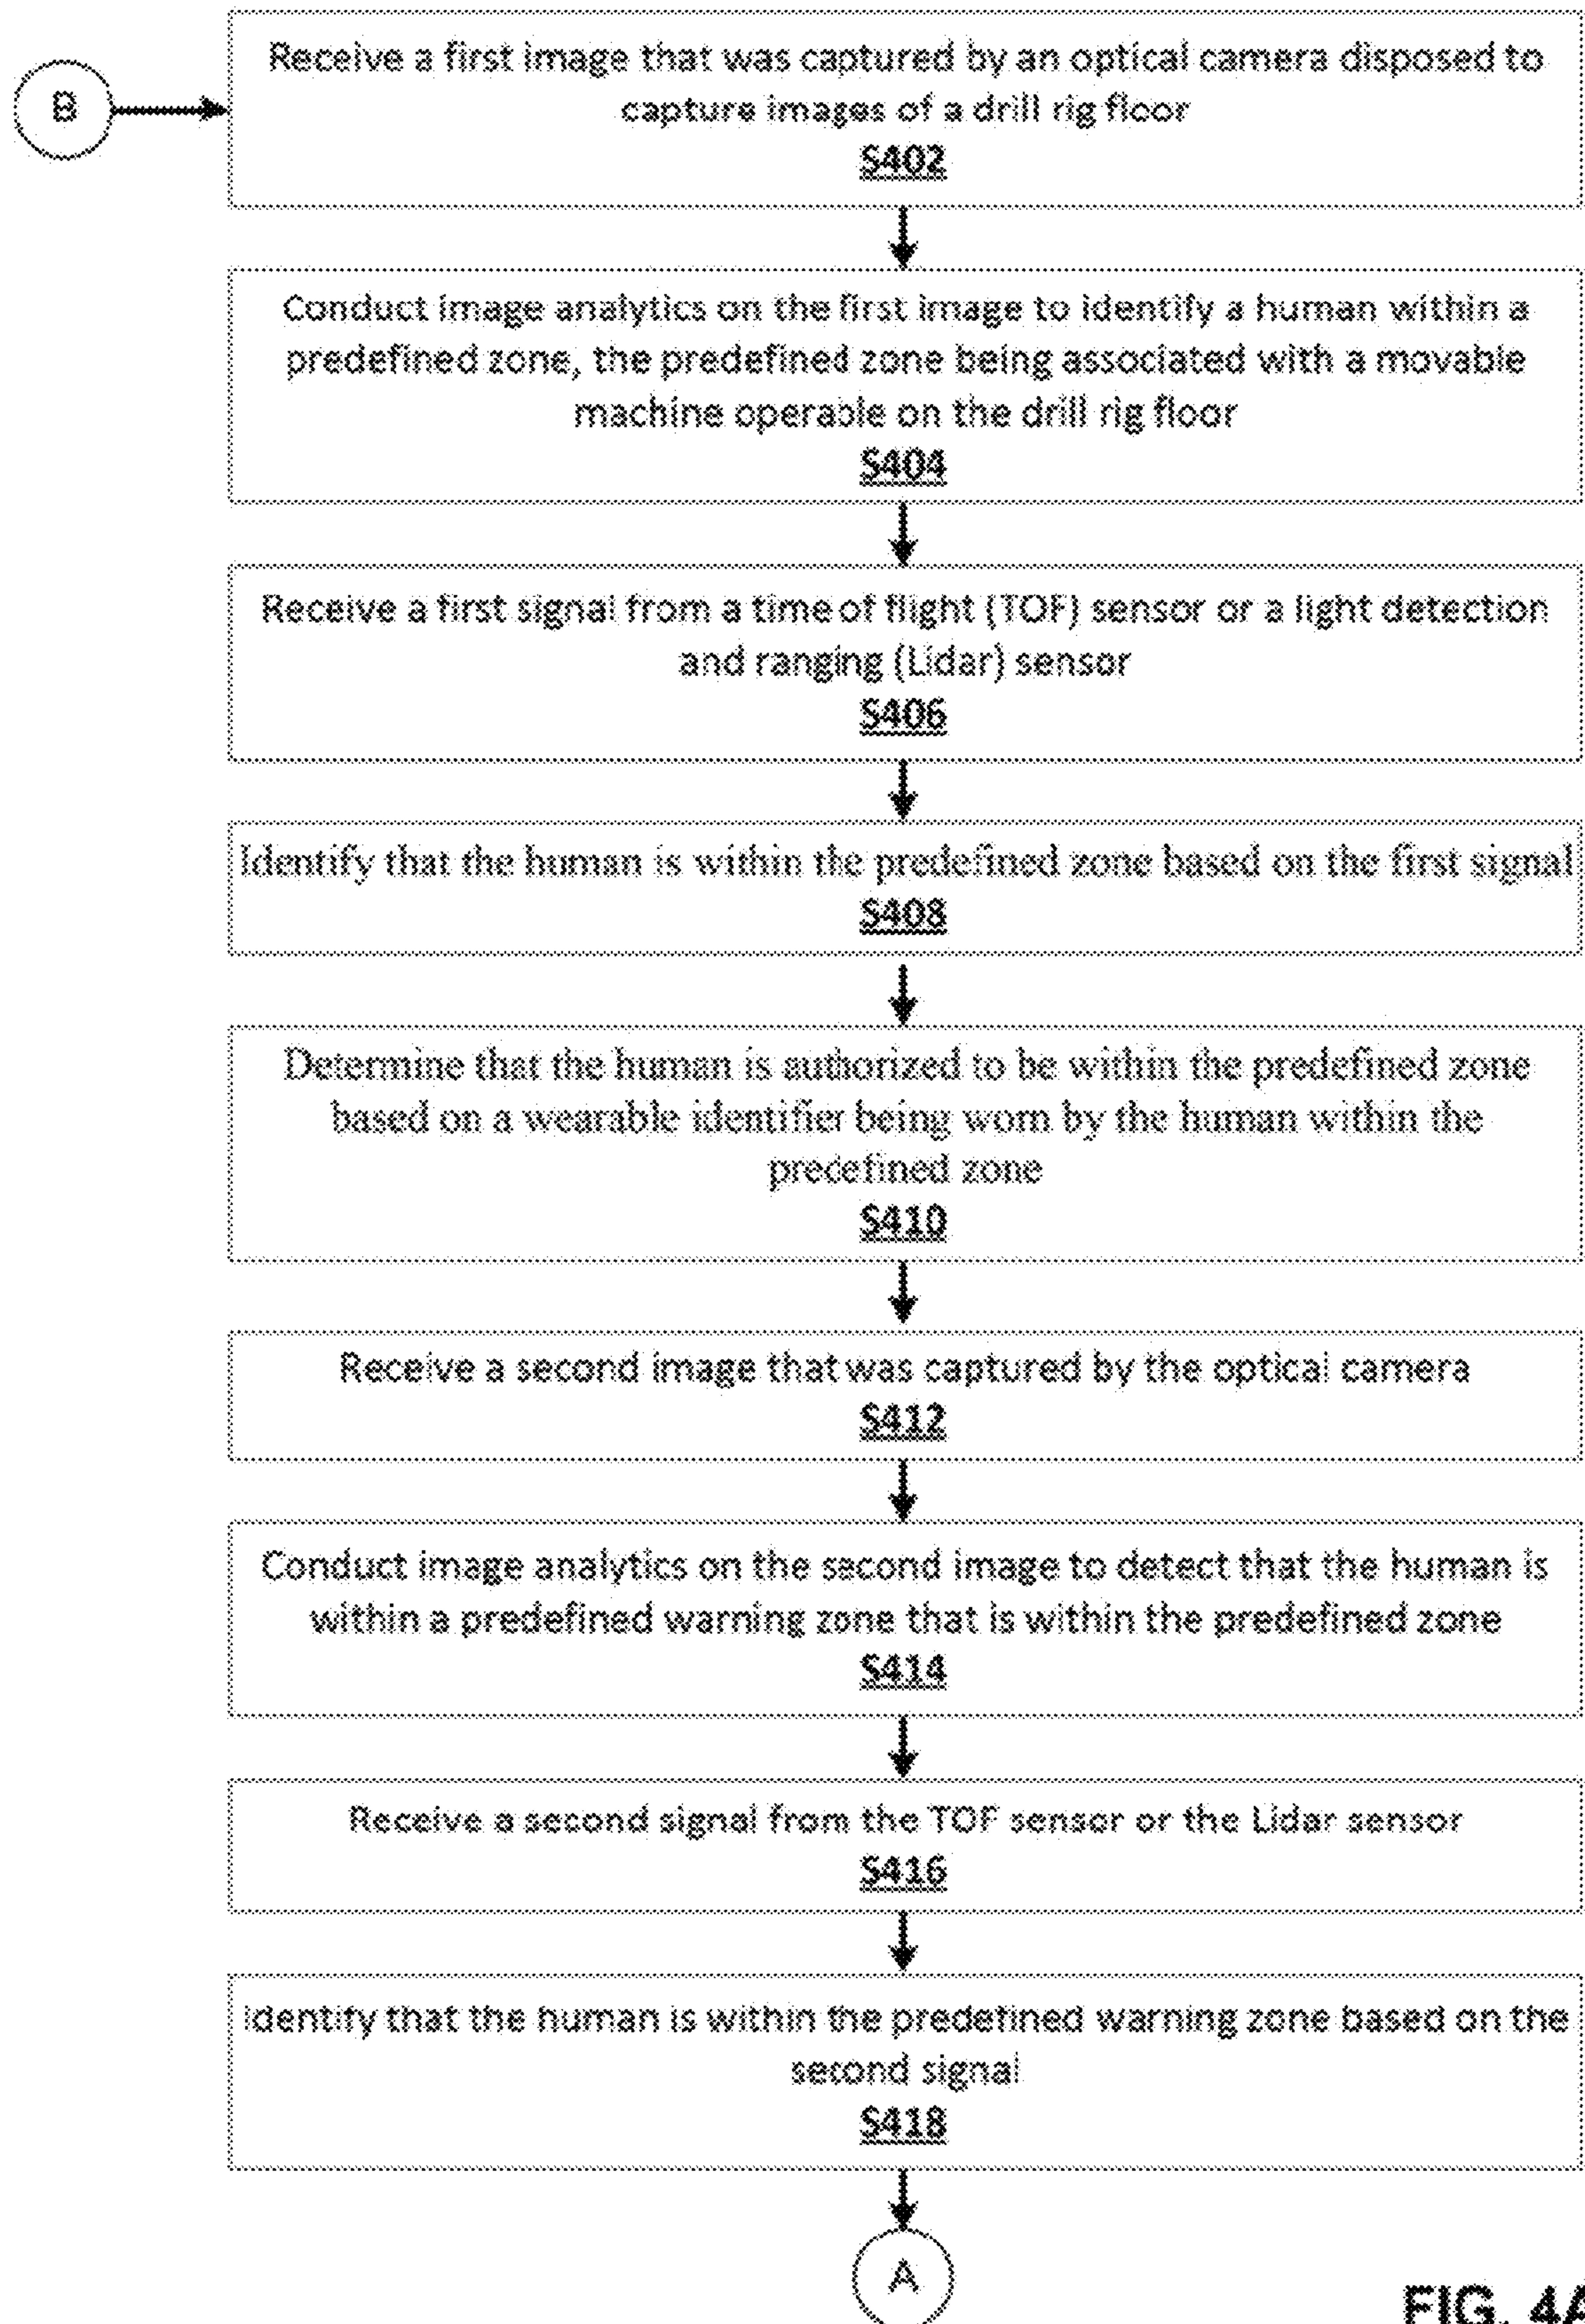 Receive a first image that was captured by an optical camera disposed to
B
capture images of a drill rig floor
S402
Conduct image analytics on the first image to identify a human within a
predefined zone, the predefined zone being associated with a movable
machine operable on the drill rig floor
S404
Receive a first signal from a time of flight (TOF) sensor or a light detection
and ranging (Lidar) sensor
S406
Identify that the human is within the predefined zone based on the first signal
S408
Determine that the human is authorized to be within the predefined zone
based on a wearable identifier being worn by the human within the
predefined zone
S410
Receive a second image that was captured by the optical camera
S412
Conduct image analytics on the second image to detect that the human is
within a predefined warning zone that is within the predefined zone
S414
Receive a second signal from the TOF sensor or the Lidar sensor
S416
Identify that the human is within the predefined warning zone based on the
second signal
S418
A
FIG. 4A